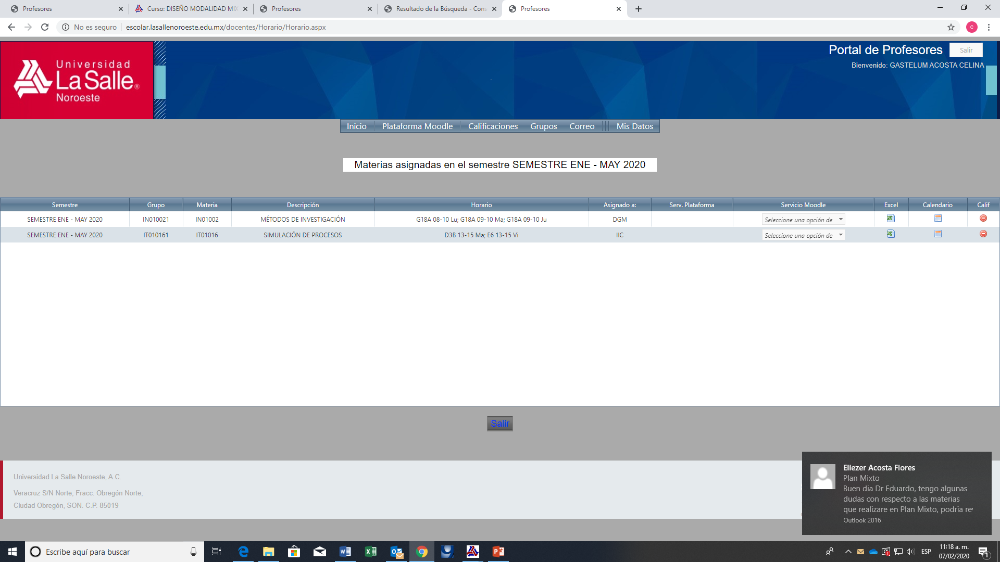 Profesores
Curso: DISEÑO MODALIDAD MIX
Profesores
Resultado de la Búsqueda - Cons
Profesores
No es seguro
escolar.lasallenoroeste.edu.mx/docentes/Horario/Horario.aspx
c
Universidad
La Salle®
Noroeste
Portal de Profesores
Salir
Bienvenido: GASTELUM ACOSTA CELINA
Inicio
Plataforma Moodle
Calificaciones
Grupos
Correo
Mis Datos
Materias asignadas en el semestre SEMESTRE ENE - MAY 2020
Semestre Grupo Materia Descripción Horario Asignado a: Serv. Plataforma Servicio Moodle Excel Calendario Calif
SEMESTRE ENE - MAY 2020 IN010021 IN01002 MÉTODOS DE INVESTIGACIÓN G18A 08-10 Lu; G18A 09-10 Ma; G18A 09-10 Ju DGM Seleccione una opción de
SEMESTRE ENE - MAY 2020 IT010161 IT01016 SIMULACIÓN DE PROCESOS D3B 13-15 Ma; E6 13-15 Vi IIC Seleccione una opción de
Salir
Universidad La Salle Noroeste, A.C.
Veracruz S/N Norte, Fracc. Obregón Norte,
Ciudad Obregón, SON. C.P. 85019
Eliezer Acosta Flores
Plan Mixto
Buen dia Dr Eduardo, tengo algunas
dudas con respecto a las materias
que realizare en Plan Mixto, podria re
Outlook 2016
Escribe aquí para buscar
ESP
11:18 a. m.
07/02/2020
1